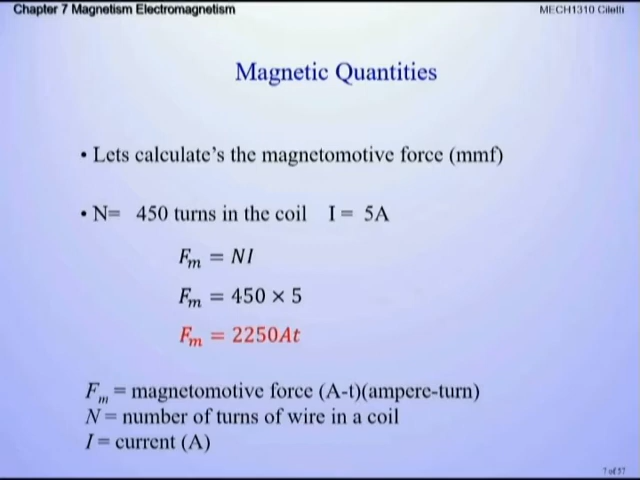 Chapter 7 Magnetism Electromagnetism
MECH1310 Ciletti
Magnetic Quantities
• Lets calculate's the magnetomotive force (mmf)
• N= 450 turns in the coil I = 5A
Fm = NI
Fm = 450 × 5
Fm = 2250At
Fm = magnetomotive force (A-t)(ampere-turn)
N = number of turns of wire in a coil
I = current (A)
7 of 37